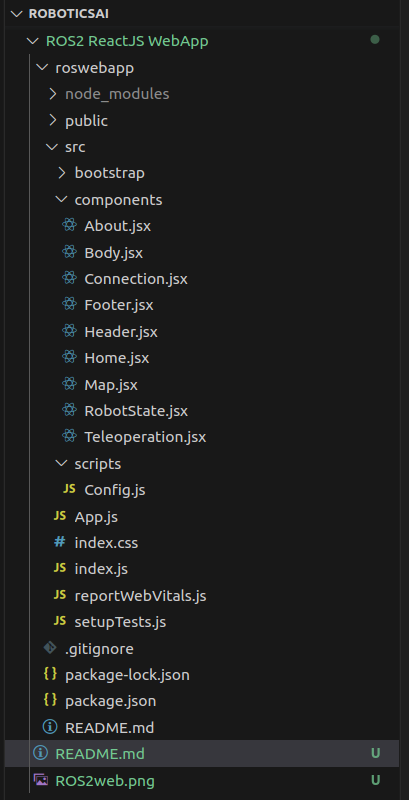 ROBOTICSAI
ROS2 ReactJS WebApp
roswebapp
node_modules
public
src
bootstrap
components
About.jsx
Body.jsx
Connection.jsx
Footer.jsx
Header.jsx
Home.jsx
Map.jsx
RobotState.jsx
Teleoperation.jsx
scripts
JS Config.js
JS App.js
# index.css
JS index.js
JS reportWebVitals.js
JS setupTests.js
.gitignore
{} package-lock.json
{} package.json
README.md
README.md U
ROS2web.png U